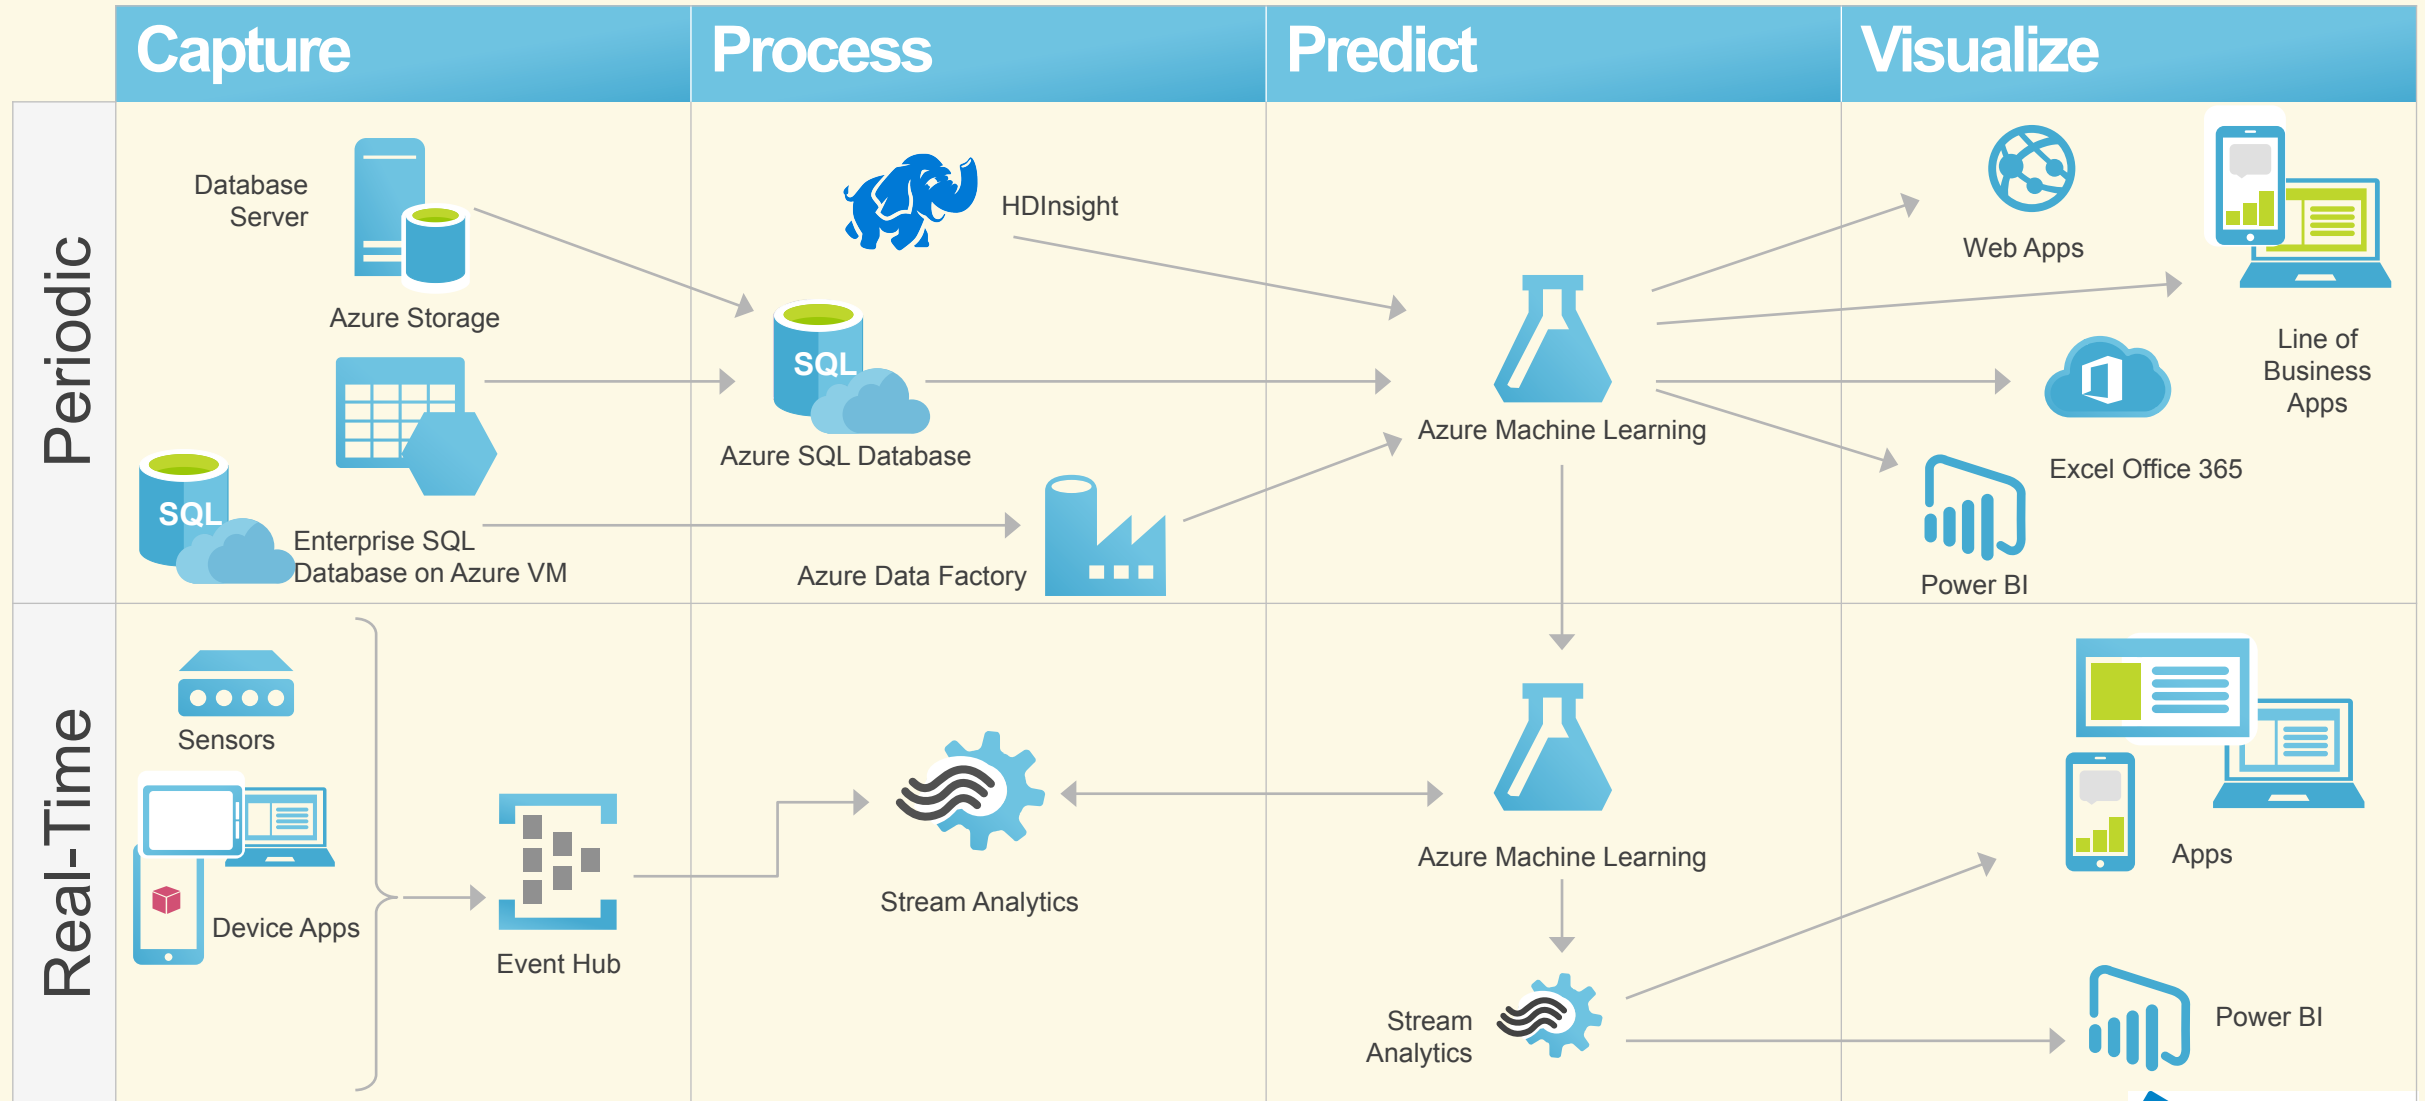 Capture
Process
Predict
Visualize
Periodic
Database
Server
Azure Storage
SQL
Enterprise SQL
Database on Azure VM
HDInsight
SQL
Azure SQL Database
Azure Data Factory
Azure Machine Learning
Web Apps
Line of
Business
Apps
Excel Office 365
Power BI
Real-Time
Sensors
Device Apps
Event Hub
Stream Analytics
Azure Machine Learning
Stream
Analytics
Apps
Power BI